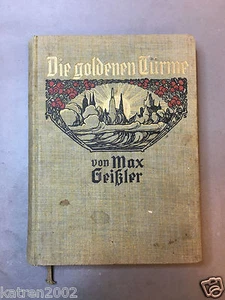 Die goldenen Türme
von Max
Geißler
katren2002